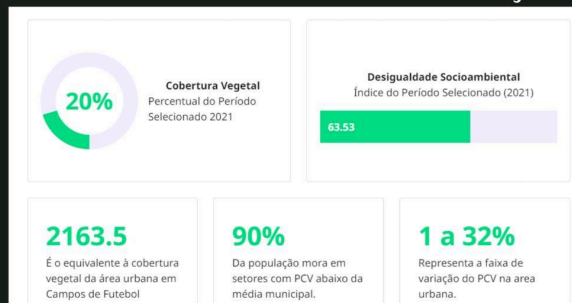 20%
Cobertura Vegetal
Percentual do Período
Selecionado 2021
Desigualdade Socioambiental
Índice do Período Selecionado (2021)
63.53
2163.5
É o equivalente à cobertura
vegetal da área urbana em
Campos de Futebol
90%
Da população mora em
setores com PCV abaixo da
média municipal.
1 a 32%
Representa a faixa de
variação do PCV na area
urbana.